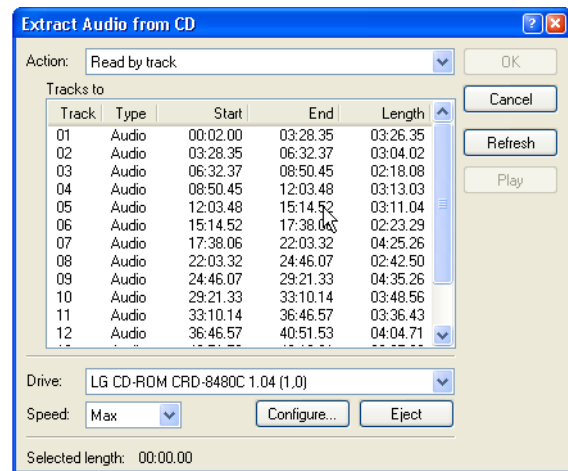 Extract Audio from CD
Action: Read by track OK
Tracks to
Cancel
Track Type Start End Length
Refresh
01 Audio 00:02.00 03:28.35 03:26.35
02 Audio 03:28.35 06:32.37 03:04.02
03 Audio 06:32.37 08:50.45 02:18.08
Play
04 Audio 08:50.45 12:03.48 03:13.03
05 Audio 12:03.48 15:14.52 03:11.04
06 Audio 15:14.52 17:38.06 02:23.29
07 Audio 17:38.06 22:03.32 04:25.26
08 Audio 22:03.32 24:46.07 02:42.50
09 Audio 24:46.07 29:21.33 04:35.26
10 Audio 29:21.33 33:10.14 03:48.56
11 Audio 33:10.14 36:46.57 03:36.43
12 Audio 36:46.57 40:51.53 04:04.71
Drive: LG CD-ROM CRD-8480C 1.04 (1,0)
Speed: Max Configure... Eject
Selected length: 00:00.00